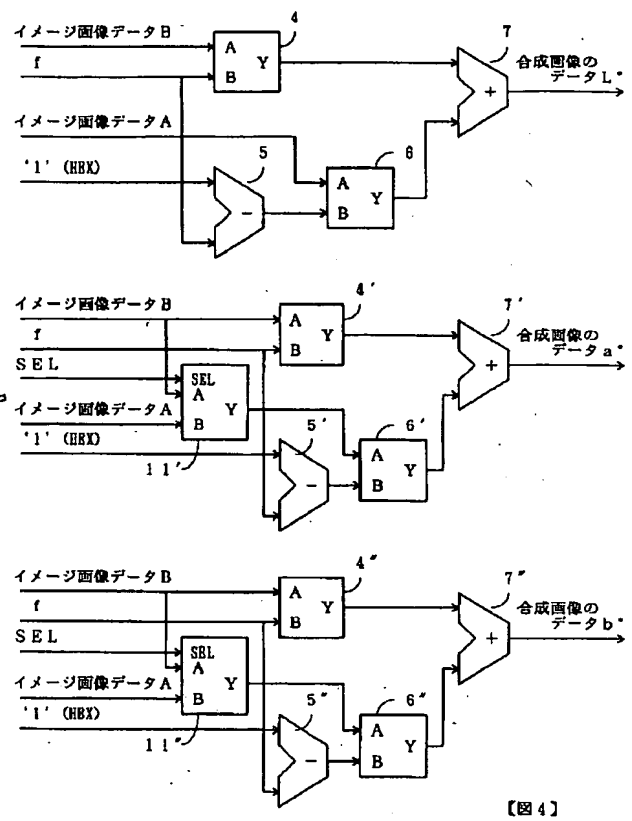 イメージ画像データB
f
イメージ画像データA
'1' (HEX)
A
B
Y
4
5
−
A
B
Y
6
7
+
合成画像の
データL*
イメージ画像データB
f
SEL
イメージ画像データA
'1' (HEX)
SEL
A
B
Y
11'
A
B
Y
4'
5'
−
A
B
Y
6'
7'
+
合成画像の
データa*
イメージ画像データB
f
SEL
イメージ画像データA
'1' (HEX)
SEL
A
B
Y
11"
A
B
Y
4"
5"
−
A
B
Y
6"
7"
+
合成画像の
データb*
【図4】